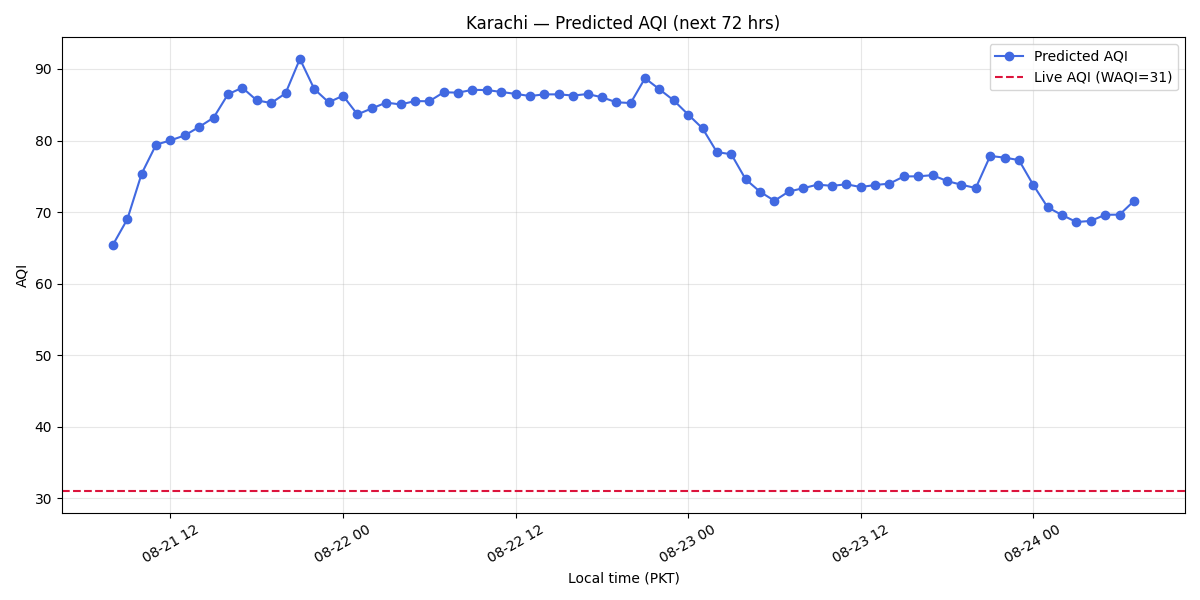 Karachi — Predicted AQI (next 72 hrs)
Predicted AQI
Live AQI (WAQI=31)
AQI
90
80
70
60
50
40
30
08-21 12
08-22 00
08-22 12
08-23 00
08-23 12
08-24 00
Local time (PKT)